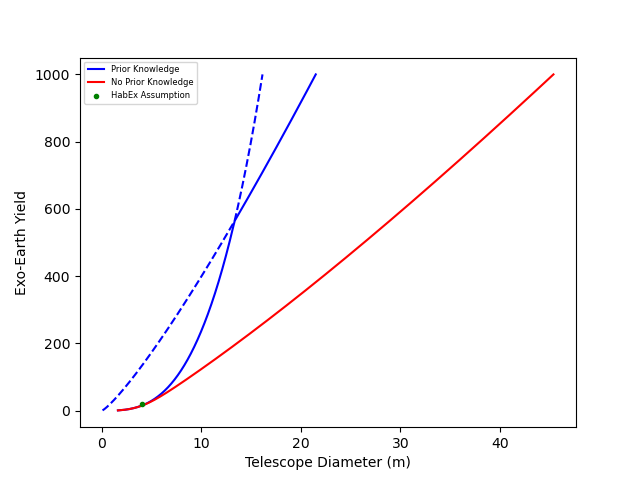 Prior Knowledge
No Prior Knowledge
HabEx Assumption
1000
800
600
400
200
0
Exo-Earth Yield
0 10 20 30 40
Telescope Diameter (m)